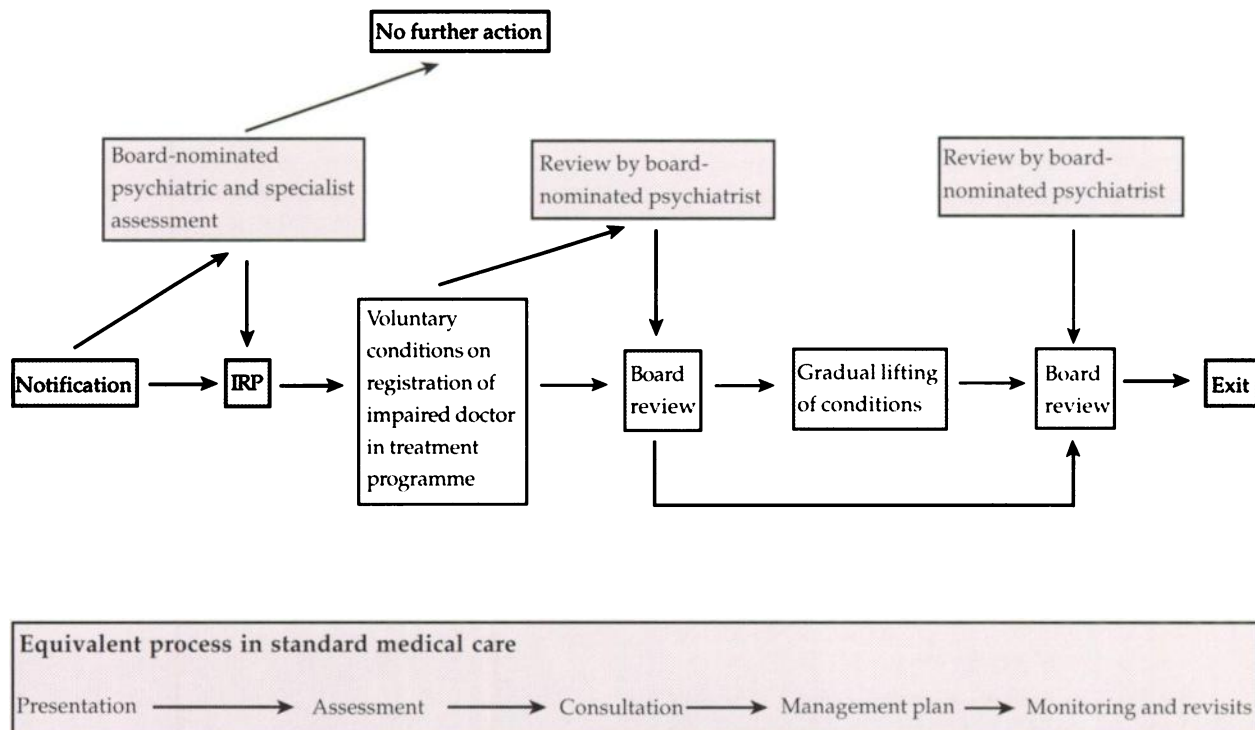 No further action
Board-nominated
psychiatric and specialist
assessment
Review by board-
nominated psychiatrist
Review by board-
nominated psychiatrist
Notification
IRP
Voluntary
conditions on
registration of
impaired doctor
in treatment
programme
Board
review
Gradual lifting
of conditions
Board
review
Exit
Equivalent process in standard medical care
Presentation Assessment Consultation Management plan Monitoring and revisits